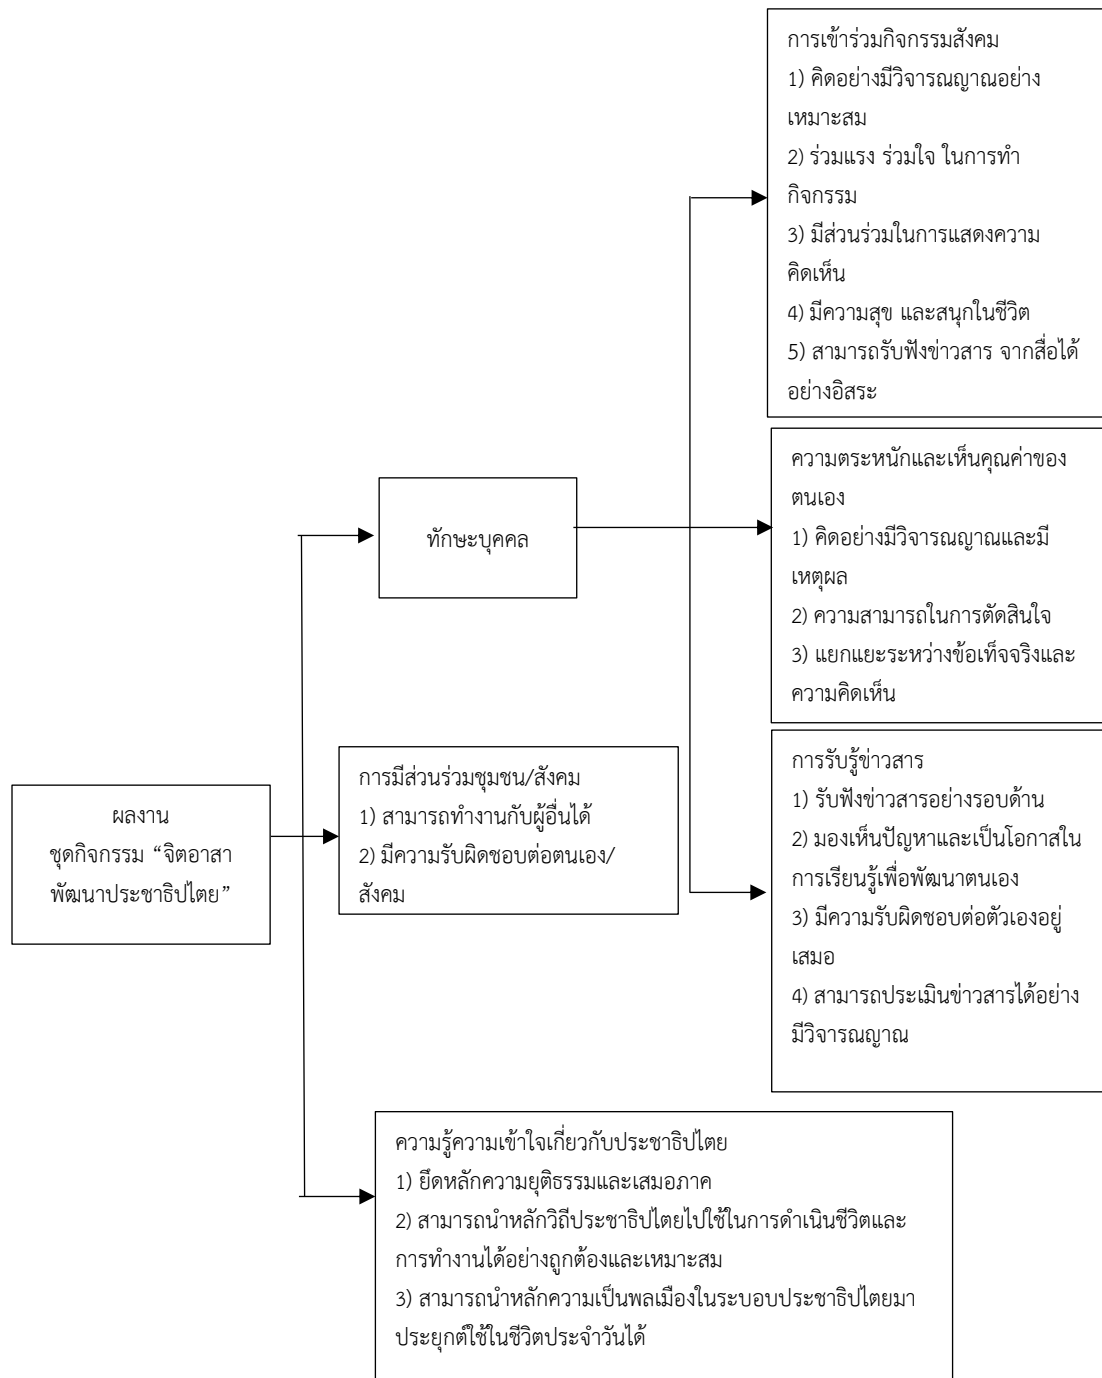 การเข้าร่วมกิจกรรมสังคม
1) คิดอย่างมีวิจารณญาณอย่าง
เหมาะสม
2) ร่วมแรง ร่วมใจ ในการทำ
กิจกรรม
3) มีส่วนร่วมในการแสดงความ
คิดเห็น
4) มีความสุข และสนุกในชีวิต
5) สามารถรับฟังข่าวสาร จากสื่อได้
อย่างอิสระ
ความตระหนักและเห็นคุณค่าของ
ตนเอง
1) คิดอย่างมีวิจารณญาณและมี
เหตุผล
2) ความสามารถในการตัดสินใจ
3) แยกแยะระหว่างข้อเท็จจริงและ
ความคิดเห็น
ทักษะบุคคล
การรับรู้ข่าวสาร
1) รับฟังข่าวสารอย่างรอบด้าน
2) มองเห็นปัญหาและเป็นโอกาสใน
การเรียนรู้เพื่อพัฒนาตนเอง
3) มีความรับผิดชอบต่อตัวเองอยู่
เสมอ
4) สามารถประเมินข่าวสารได้อย่าง
มีวิจารณญาณ
การมีส่วนร่วมชุมชน/สังคม
1) สามารถทำงานกับผู้อื่นได้
2) มีความรับผิดชอบต่อตนเอง/
สังคม
ผลงาน
ชุดกิจกรรม “จิตอาสา
พัฒนาประชาธิปไตย”
ความรู้ความเข้าใจเกี่ยวกับประชาธิปไตย
1) ยึดหลักความยุติธรรมและเสมอภาค
2) สามารถนำหลักวิถีประชาธิปไตยไปใช้ในการดำเนินชีวิตและ
การทำงานได้อย่างถูกต้องและเหมาะสม
3) สามารถนำหลักความเป็นพลเมืองในระบอบประชาธิปไตยมา
ประยุกต์ใช้ในชีวิตประจำวันได้